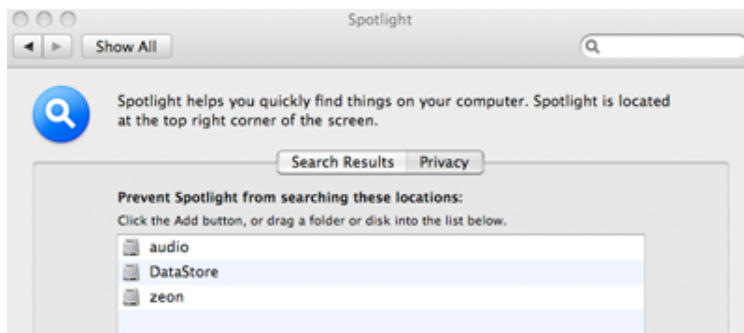 Spotlight
Show All
Spotlight helps you quickly find things on your computer. Spotlight is located
at the top right corner of the screen.
Search Results Privacy
Prevent Spotlight from searching these locations:
Click the Add button, or drag a folder or disk into the list below.
audio
DataStore
zeon